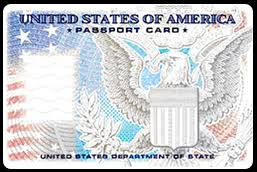 UNITED STATES OF AMERICA
★ PASSPORT CARD ★
UNITED STATES DEPARTMENT OF STATE